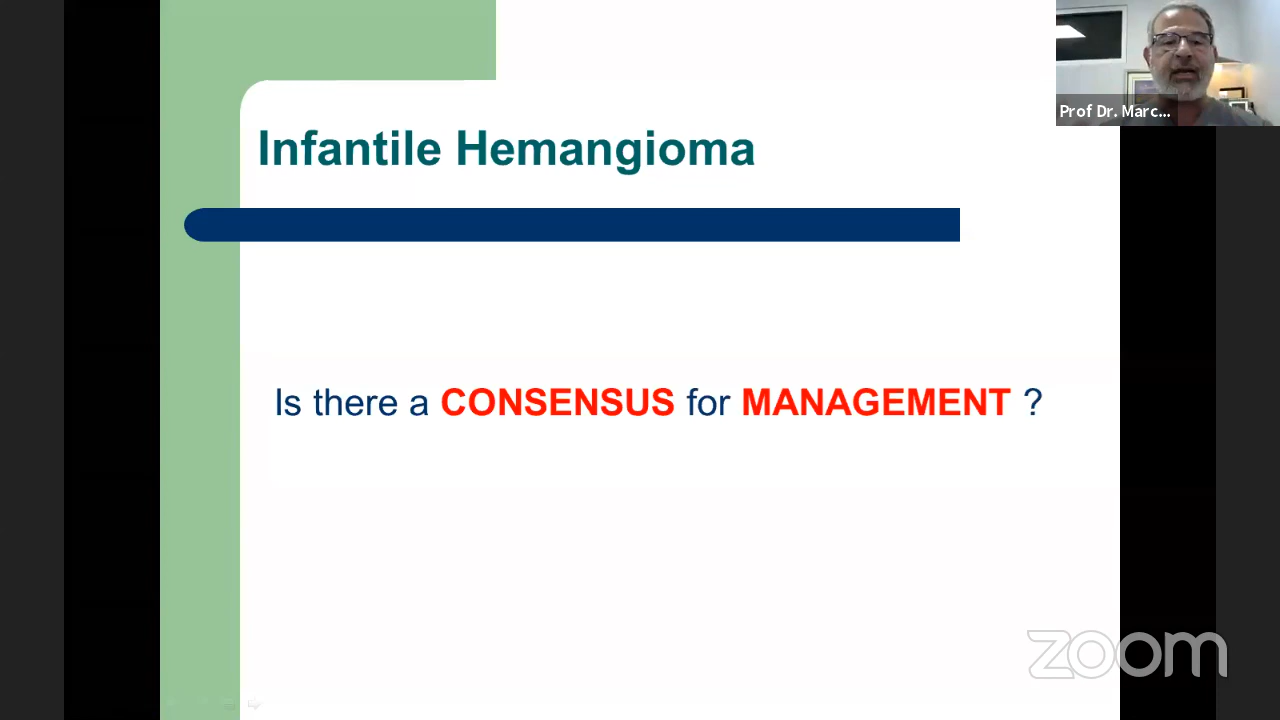 Prof Dr. Marc...
Infantile Hemangioma
Is there a CONSENSUS for MANAGEMENT ?
zoom